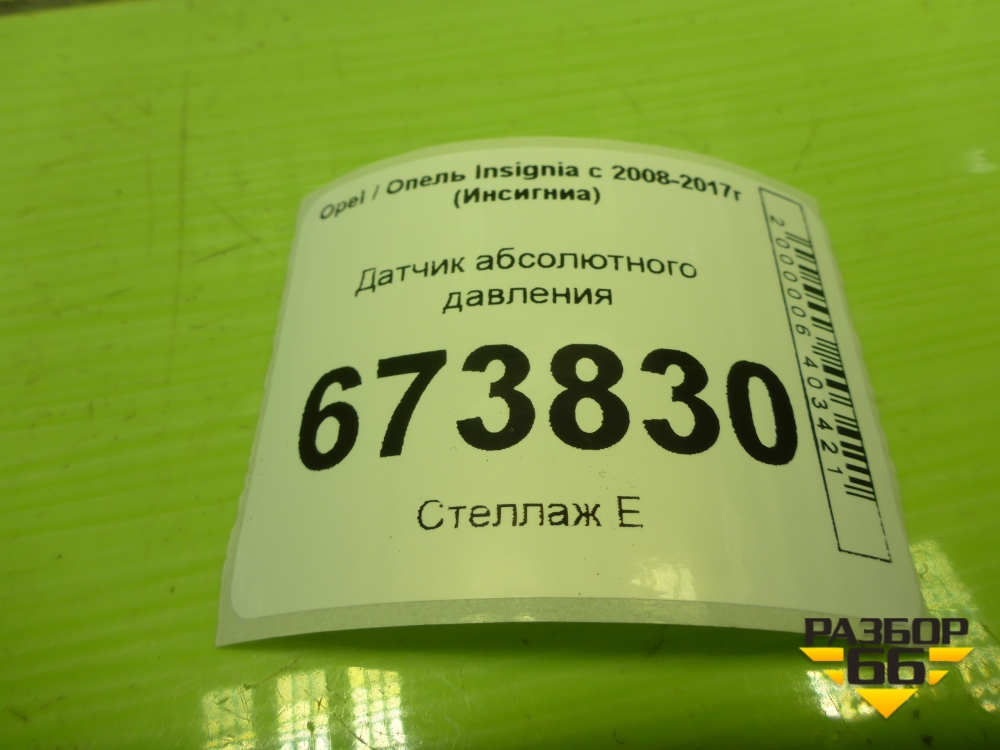 Opel / Опель Insignia с 2008-2017г
(Инсигниа)
Датчик абсолютного
давления
673830
Стеллаж Е
2000006403421
РАЗБОР
66